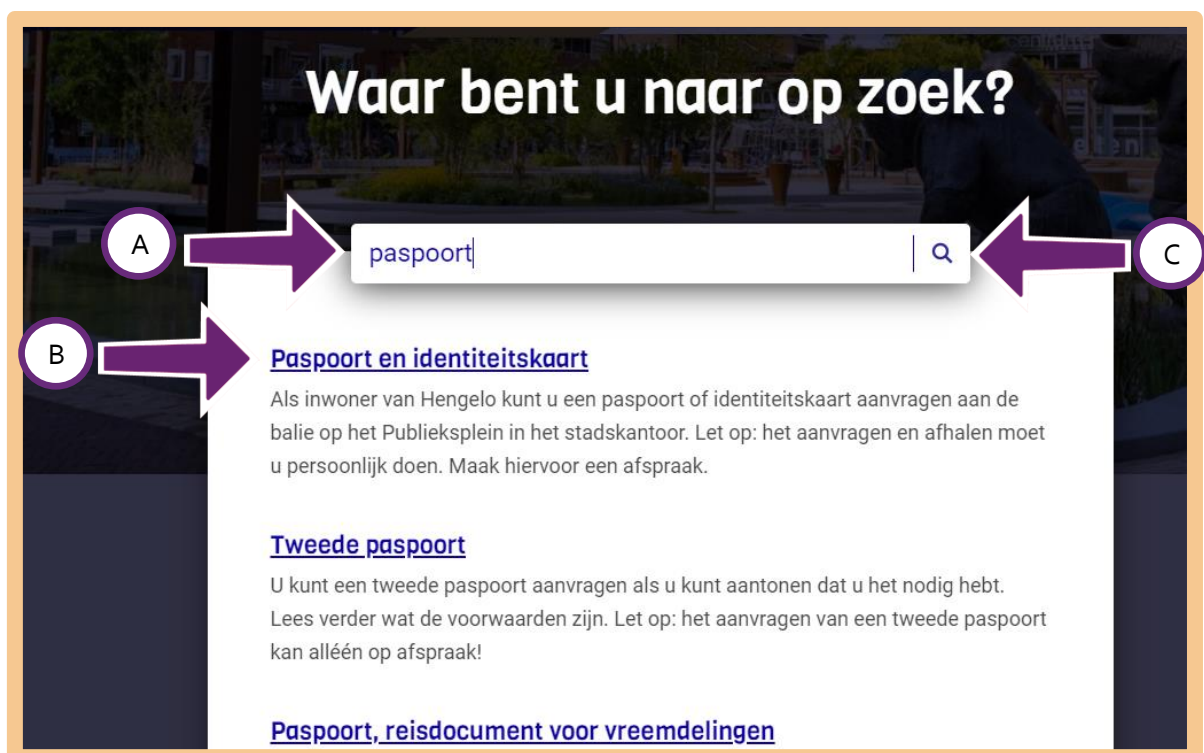 Waar bent u naar op zoek?
A
paspoort
C
B
Paspoort en identiteitskaart
Als inwoner van Hengelo kunt u een paspoort of identiteitskaart aanvragen aan de
balie op het Publieksplein in het stadskantoor. Let op: het aanvragen en afhalen moet
u persoonlijk doen. Maak hiervoor een afspraak.
Tweede paspoort
U kunt een tweede paspoort aanvragen als u kunt aantonen dat u het nodig hebt.
Lees verder wat de voorwaarden zijn. Let op: het aanvragen van een tweede paspoort
kan alléén op afspraak!
Paspoort, reisdocument voor vreemdelingen